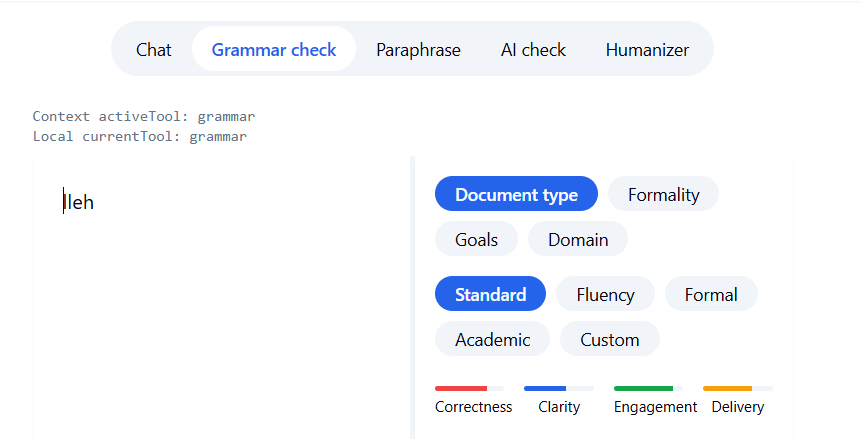 Chat Grammar check Paraphrase AI check Humanizer
Context activeTool: grammar
Local currentTool: grammar
lleh
Document type Formality
Goals Domain
Standard Fluency Formal
Academic Custom
Correctness Clarity Engagement Delivery